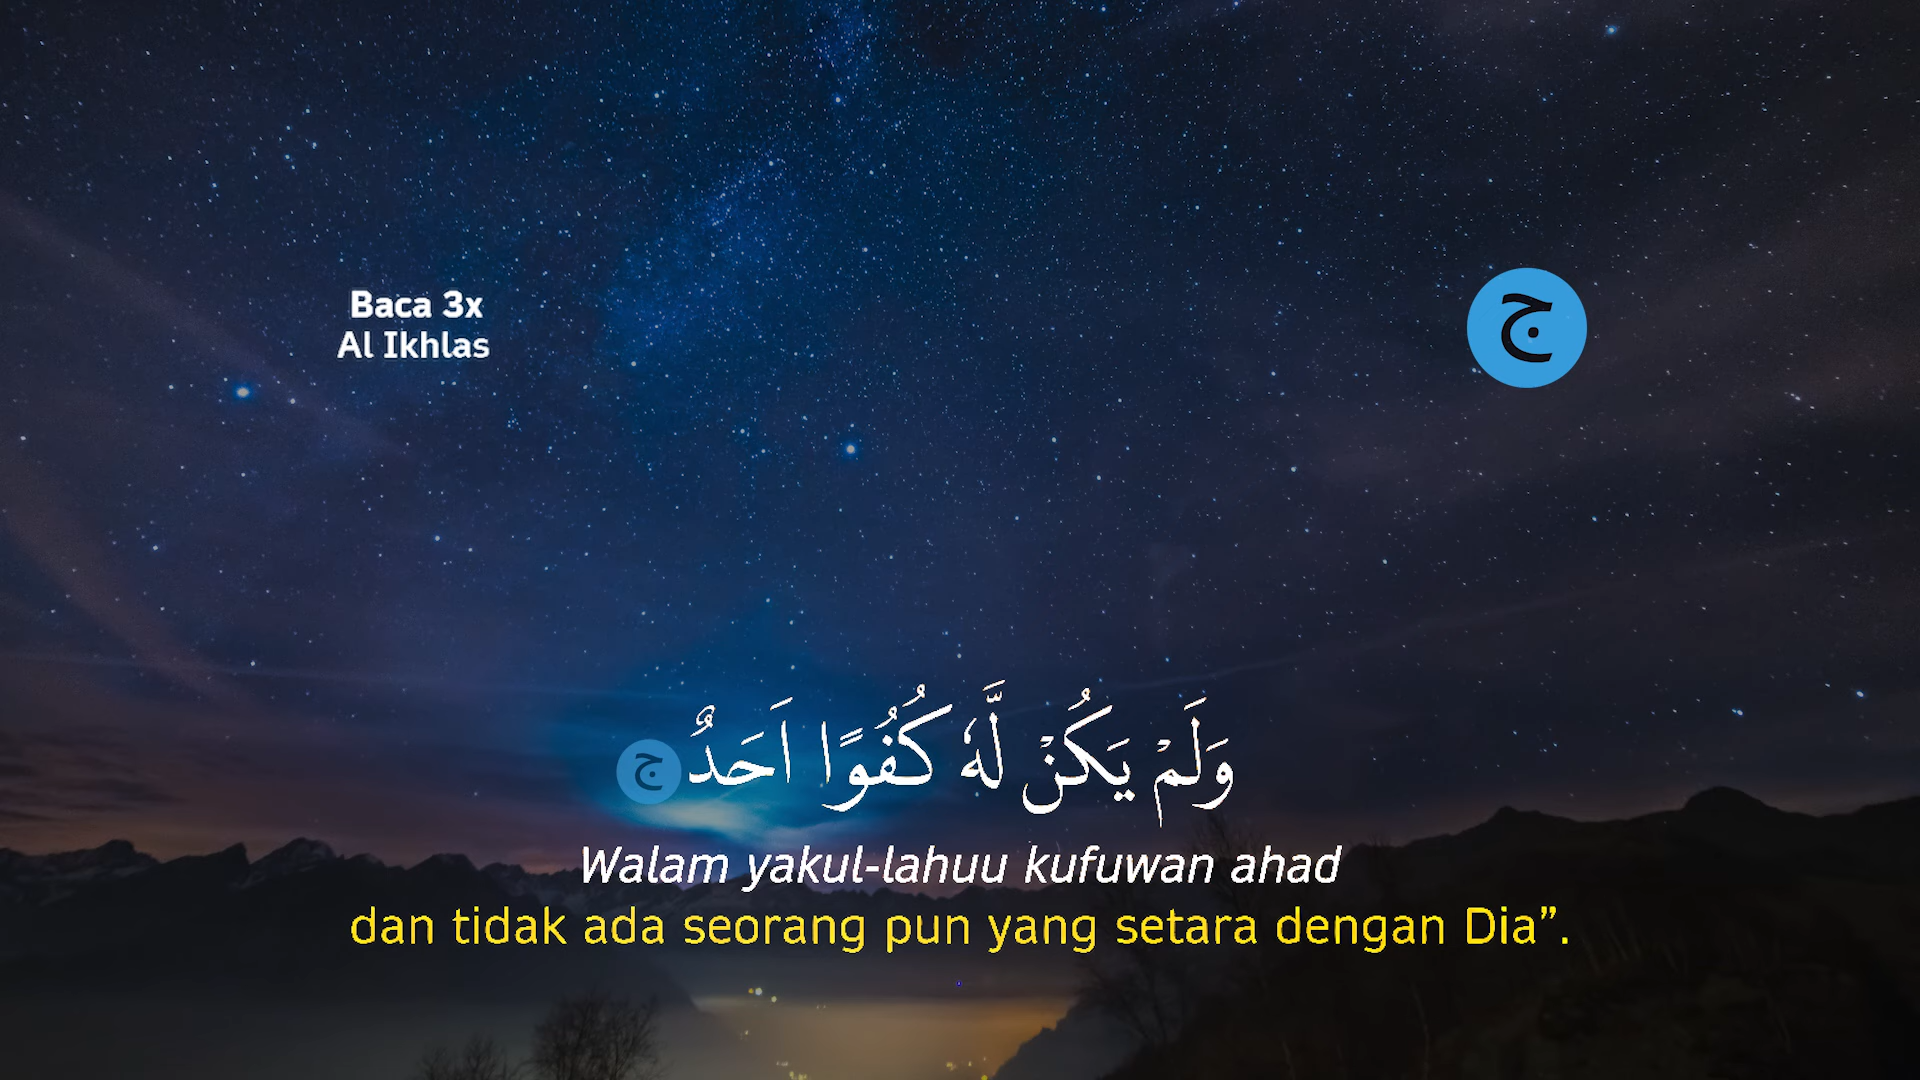 Baca 3x
Al Ikhlas
ج
وَلَمْ يَكُنْ لَّهٗ كُفُوًا اَحَدٌ ج
Walam yakul-lahuu kufuwan ahad
dan tidak ada seorang pun yang setara dengan Dia”.